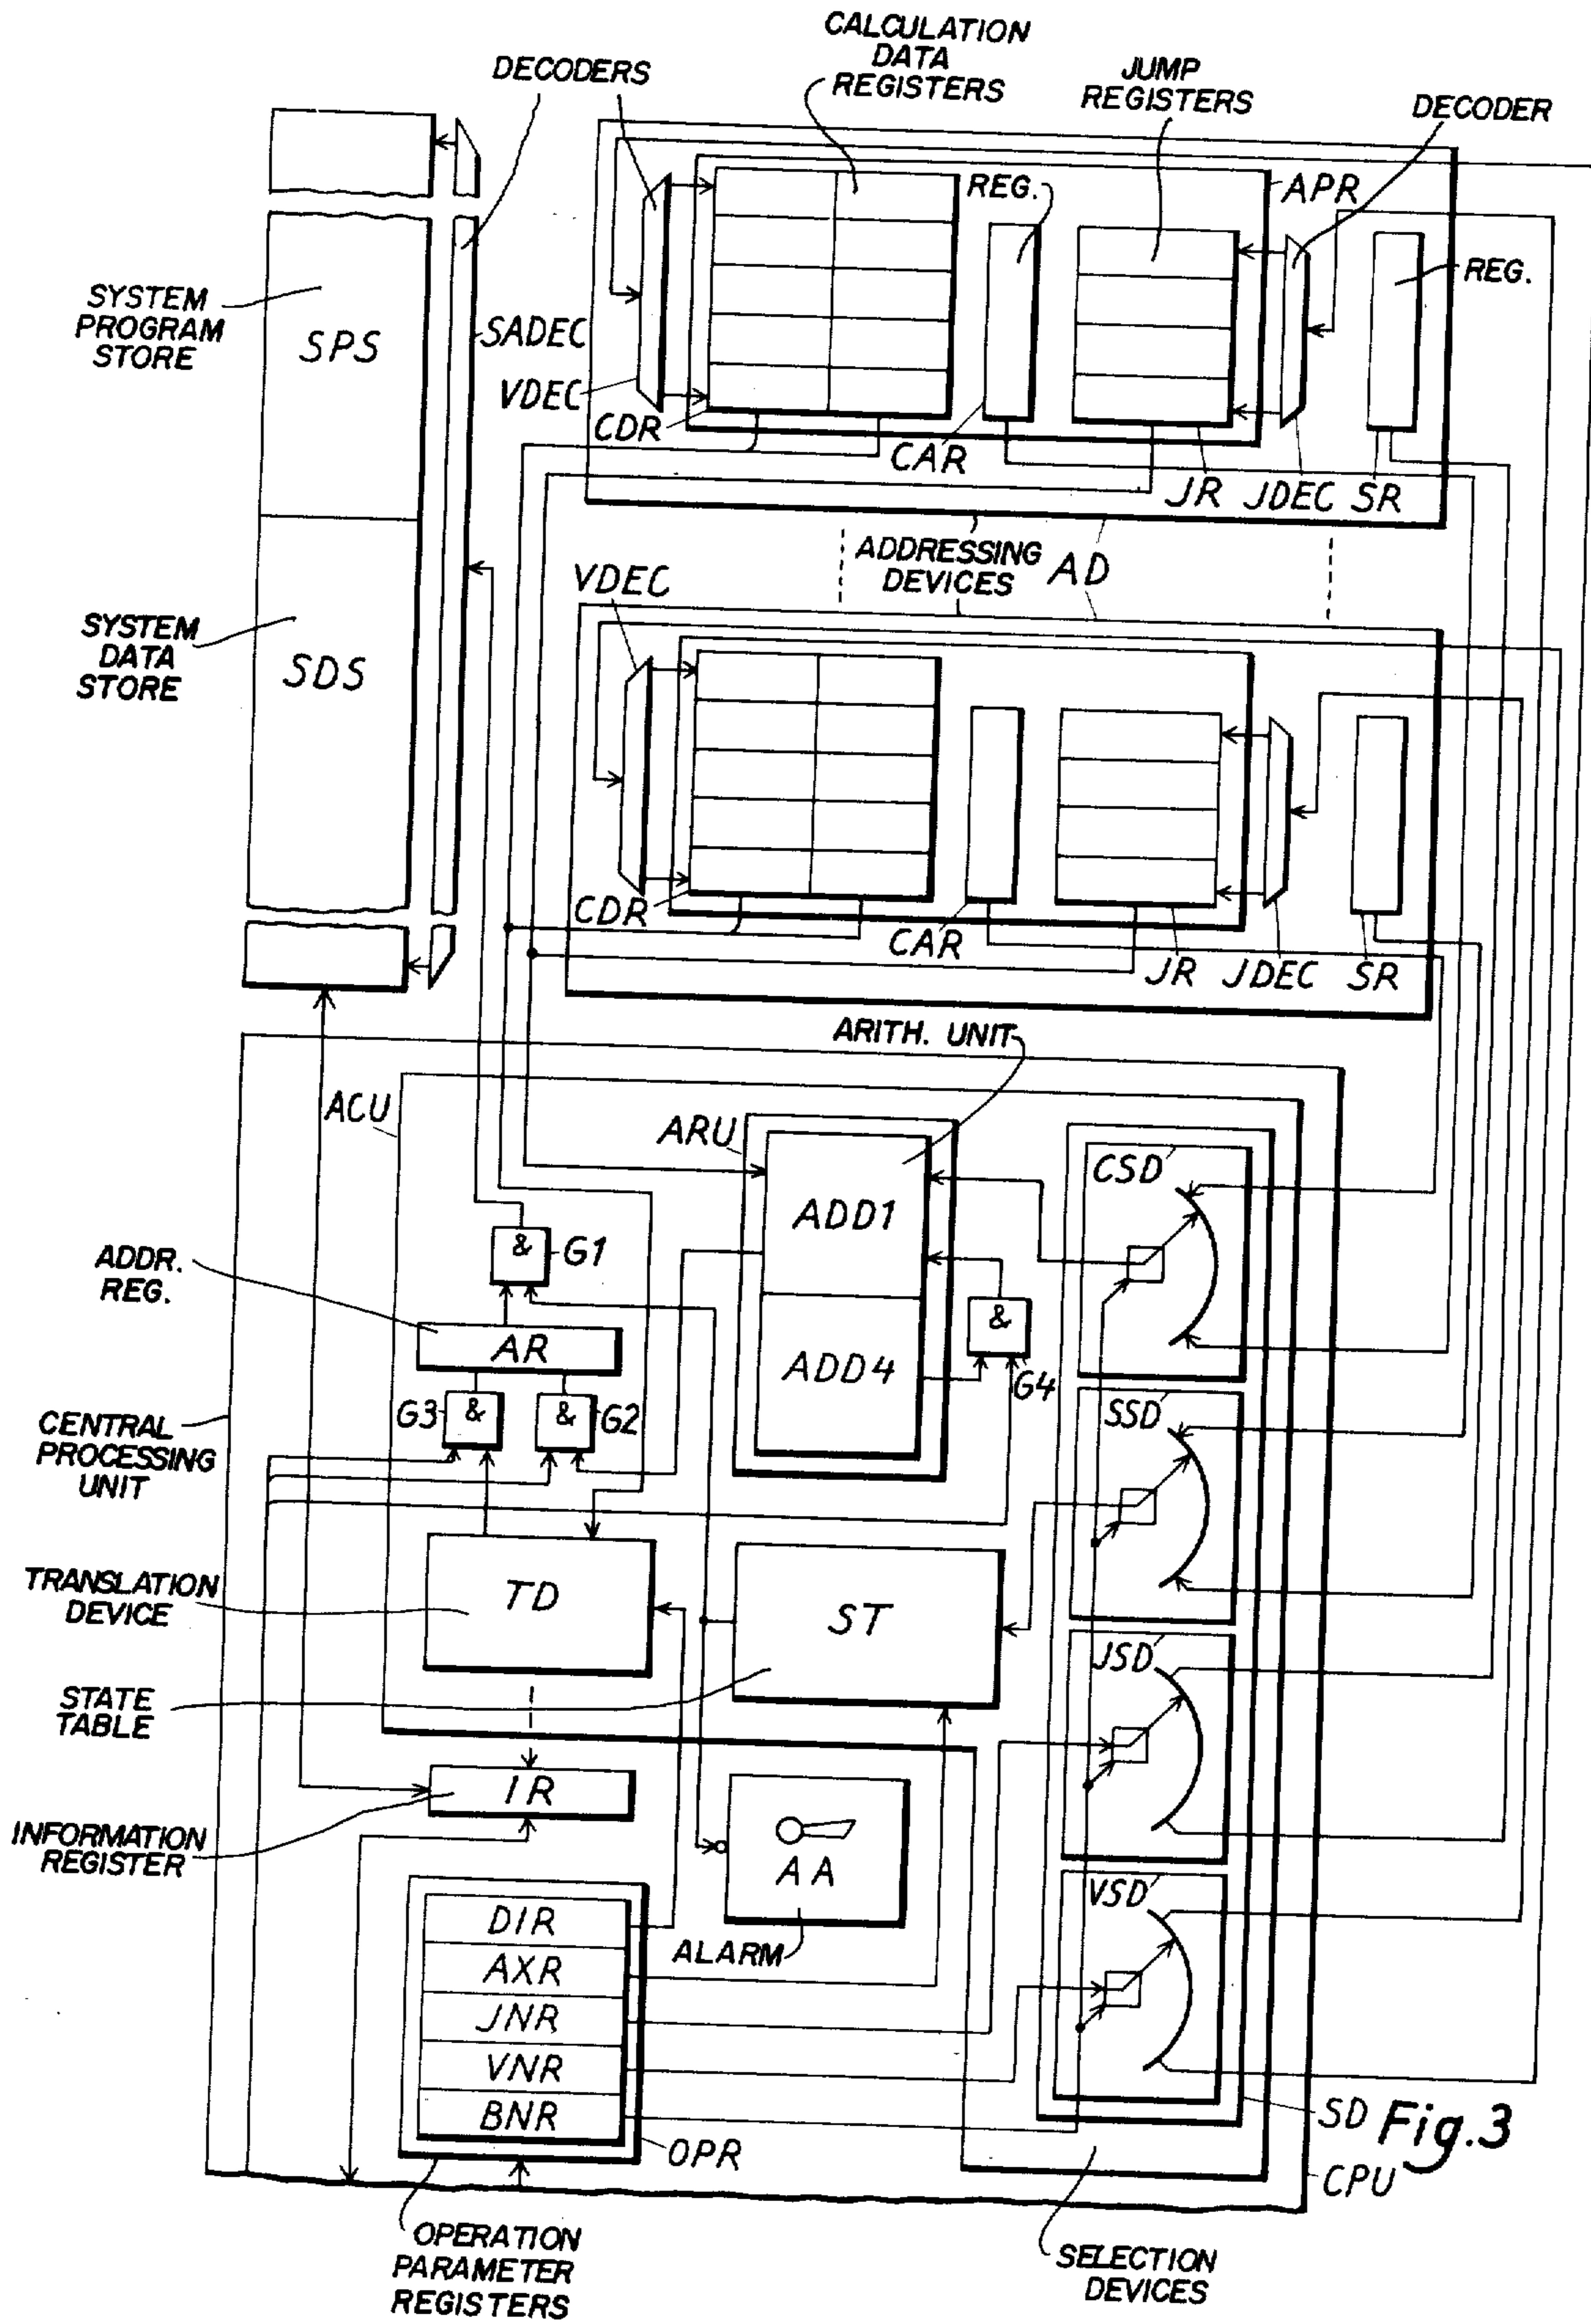 CALCULATION
DATA
REGISTERS
DECODERS
JUMP
REGISTERS
DECODER
REG.
APR
REG.
SYSTEM
PROGRAM
STORE
SPS
SADEC
VDEC
CDR
CAR
JR
JDEC
SR
ADDRESSING
DEVICES
AD
VDEC
SYSTEM
DATA
STORE
SDS
CDR
CAR
JR
JDEC
SR
ARITH. UNIT
ACU
ARU
CSD
ADD1
&
G1
ADDR.
REG.
AR
&
G4
ADD4
G3
&
&
G2
SSD
CENTRAL
PROCESSING
UNIT
TRANSLATION
DEVICE
TD
ST
JSD
STATE
TABLE
IR
INFORMATION
REGISTER
AA
VSD
ALARM
DIR
AXR
JNR
VNR
BNR
OPR
SD
Fig.3
CPU
OPERATION
PARAMETER
REGISTERS
SELECTION
DEVICES